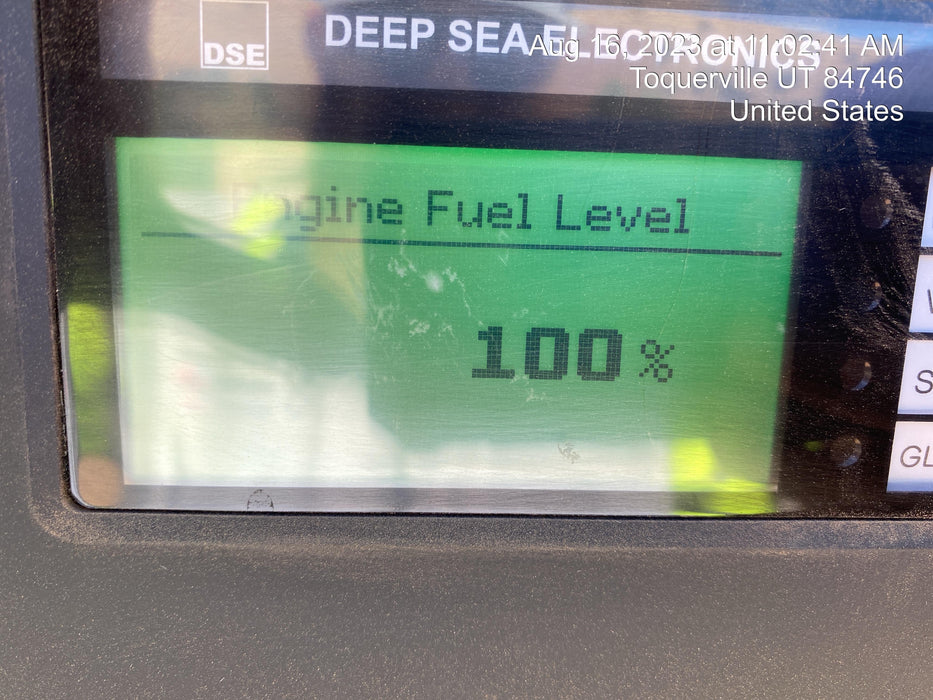 DSE
DEEP SEA ELECTRONICS
Aug 16, 2023 at 11:02:41 AM
Toquerville UT 84746
United States
Engine Fuel Level
100 %
S
GL